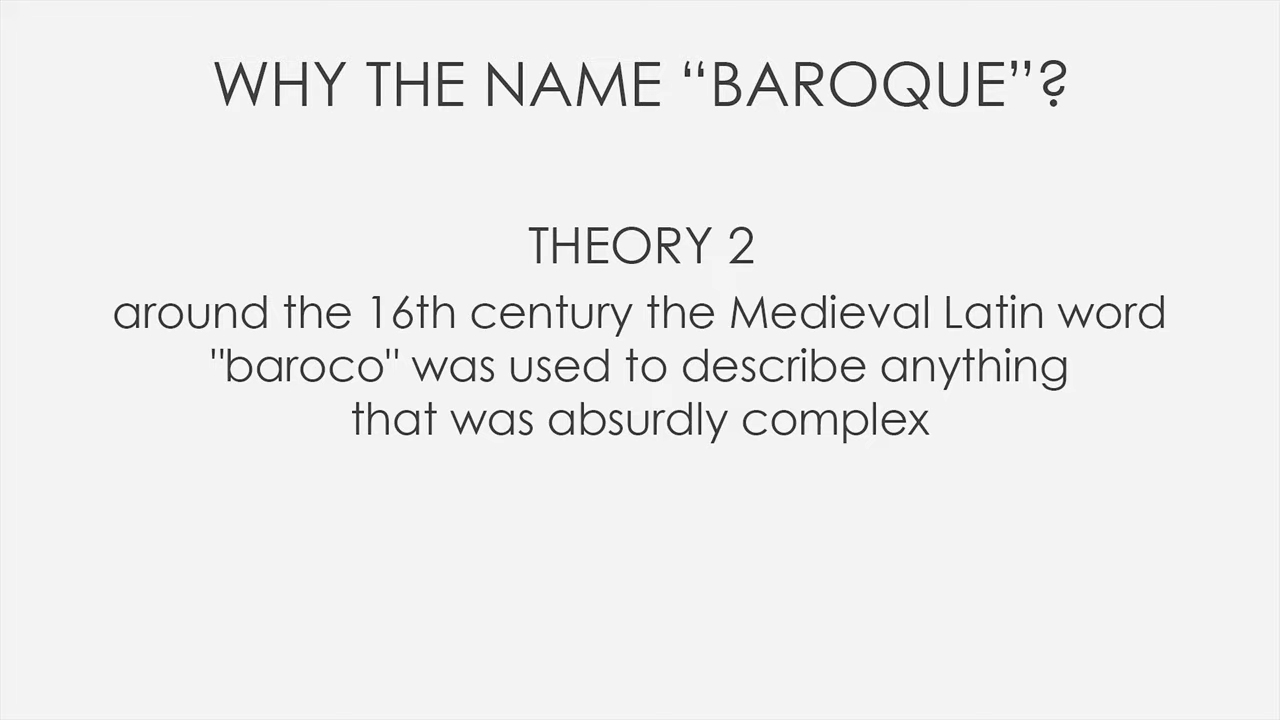 WHY THE NAME “BAROQUE”?
THEORY 2
around the 16th century the Medieval Latin word
"baroco" was used to describe anything
that was absurdly complex